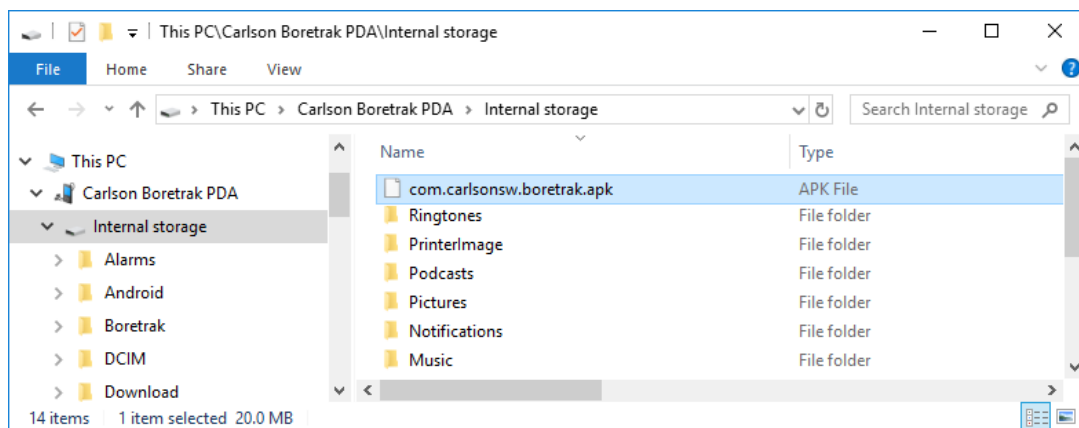 This PC\Carlson Boretrak PDA\Internal storage
File Home Share View
This PC > Carlson Boretrak PDA > Internal storage Search Internal storage
This PC
Carlson Boretrak PDA
Internal storage
Alarms
Android
Boretrak
DCIM
Download
Name Type
com.carlsonsw.boretrak.apk APK File
Ringtones File folder
PrinterImage File folder
Podcasts File folder
Pictures File folder
Notifications File folder
Music File folder
14 items 1 item selected 20.0 MB